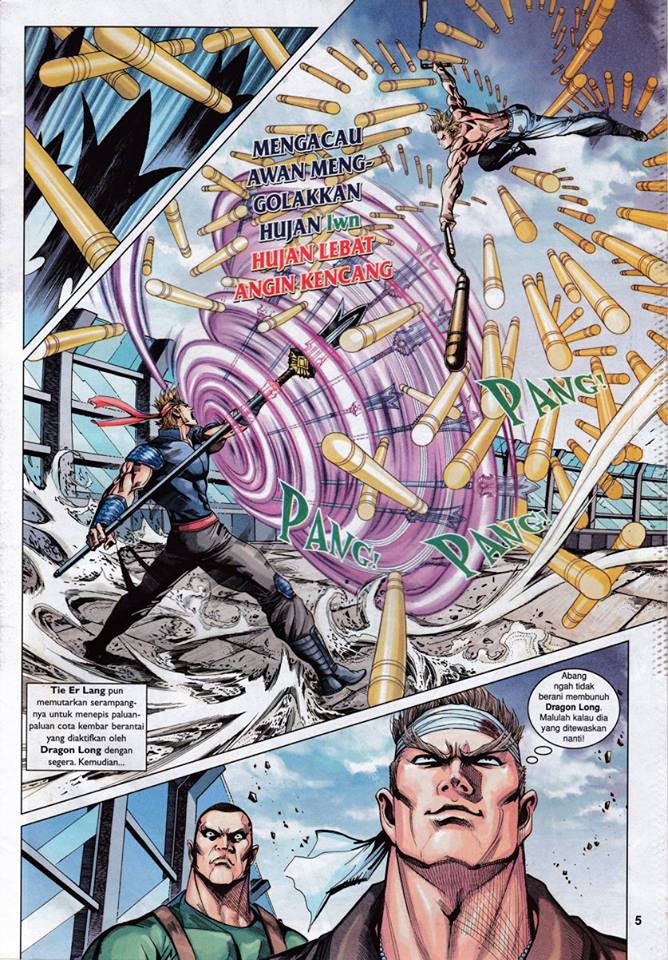 MENGACAU
AWAN MENG-
GOLAKKAN
HUJAN lwn
HUJAN LEBAT
ANGIN KENCANG
PANG!
PANG!
PANG!
Tie Er Lang pun
memutarkan serampang-
nya untuk menepis paluan-
paluan cota kembar berantai
yang diaktifkan oleh
Dragon Long dengan
segera. Kemudian...
Abang
ngah tidak
berani membunuh
Dragon Long.
Malulah kalau dia
yang ditewaskan
nanti!
5